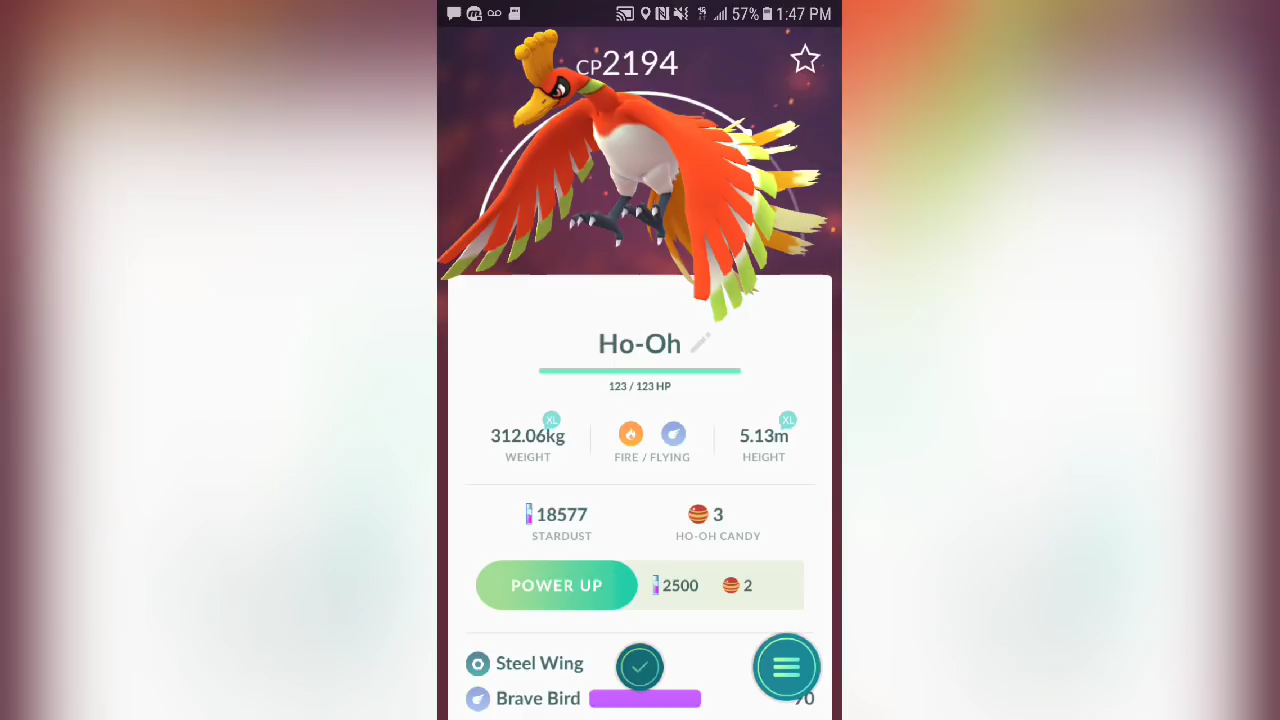 57% 1:47 PM
CP2194
Ho-Oh
123 / 123 HP
XL XL
312.06kg 5.13m
WEIGHT FIRE / FLYING HEIGHT
18577 3
STARDUST HO-OH CANDY
POWER UP 2500 2
Steel Wing
Brave Bird